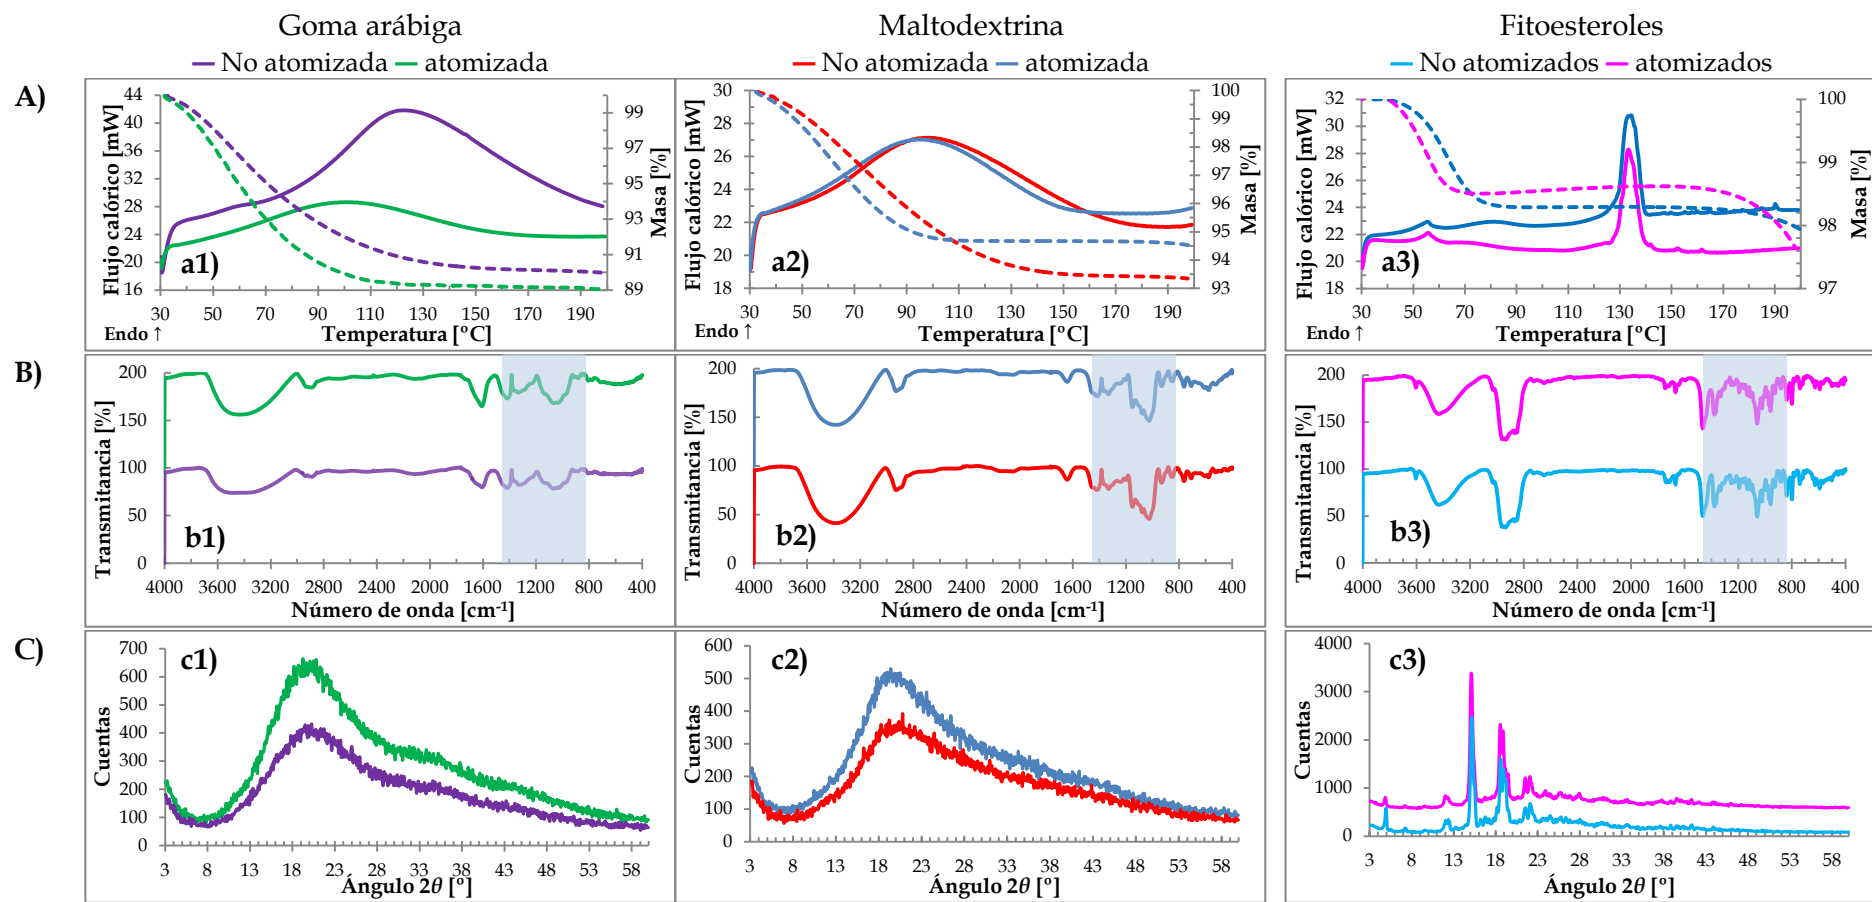 Goma arábiga
Maltodextrina
Fitoesteroles
No atomizada atomizada
No atomizada atomizada
No atomizados atomizados
A)
Flujo calórico [mW]
44
40
36
32
28
24
20
16
99
97
95
94
93
91
90
89
Masa [%]
a1)
30 50 70 90 110 130 150 170 190
Endo ↑
Temperatura [ºC]
Flujo calórico [mW]
30
28
26
24
22
20
18
100
99
98
97
96
95
94
93
Masa [%]
a2)
30 50 70 90 110 130 150 170 190
Endo ↑
Temperatura [ºC]
Flujo calórico [mW]
32
30
28
26
24
22
20
18
100
99
98
97
Masa [%]
a3)
30 50 70 90 110 130 150 170 190
Endo ↑
Temperatura [ºC]
B)
Transmitancia [%]
200
150
100
50
0
b1)
4000 3600 3200 2800 2400 2000 1600 1200 800 400
Número de onda [cm-1]
Transmitancia [%]
200
150
100
50
0
b2)
4000 3600 3200 2800 2400 2000 1600 1200 800 400
Número de onda [cm-1]
Transmitancia [%]
200
150
100
50
0
b3)
4000 3600 3200 2800 2400 2000 1600 1200 800 400
Número de onda [cm-1]
C)
Cuentas
700
600
500
400
300
200
100
0
c1)
3 8 13 18 23 28 33 38 43 48 53 58
Ángulo 2θ [º]
Cuentas
600
500
400
300
200
100
0
c2)
3 8 13 18 23 28 33 38 43 48 53 58
Ángulo 2θ [º]
Cuentas
4000
3000
2000
1000
0
c3)
3 8 13 18 23 28 33 38 43 48 53 58
Ángulo 2θ [º]